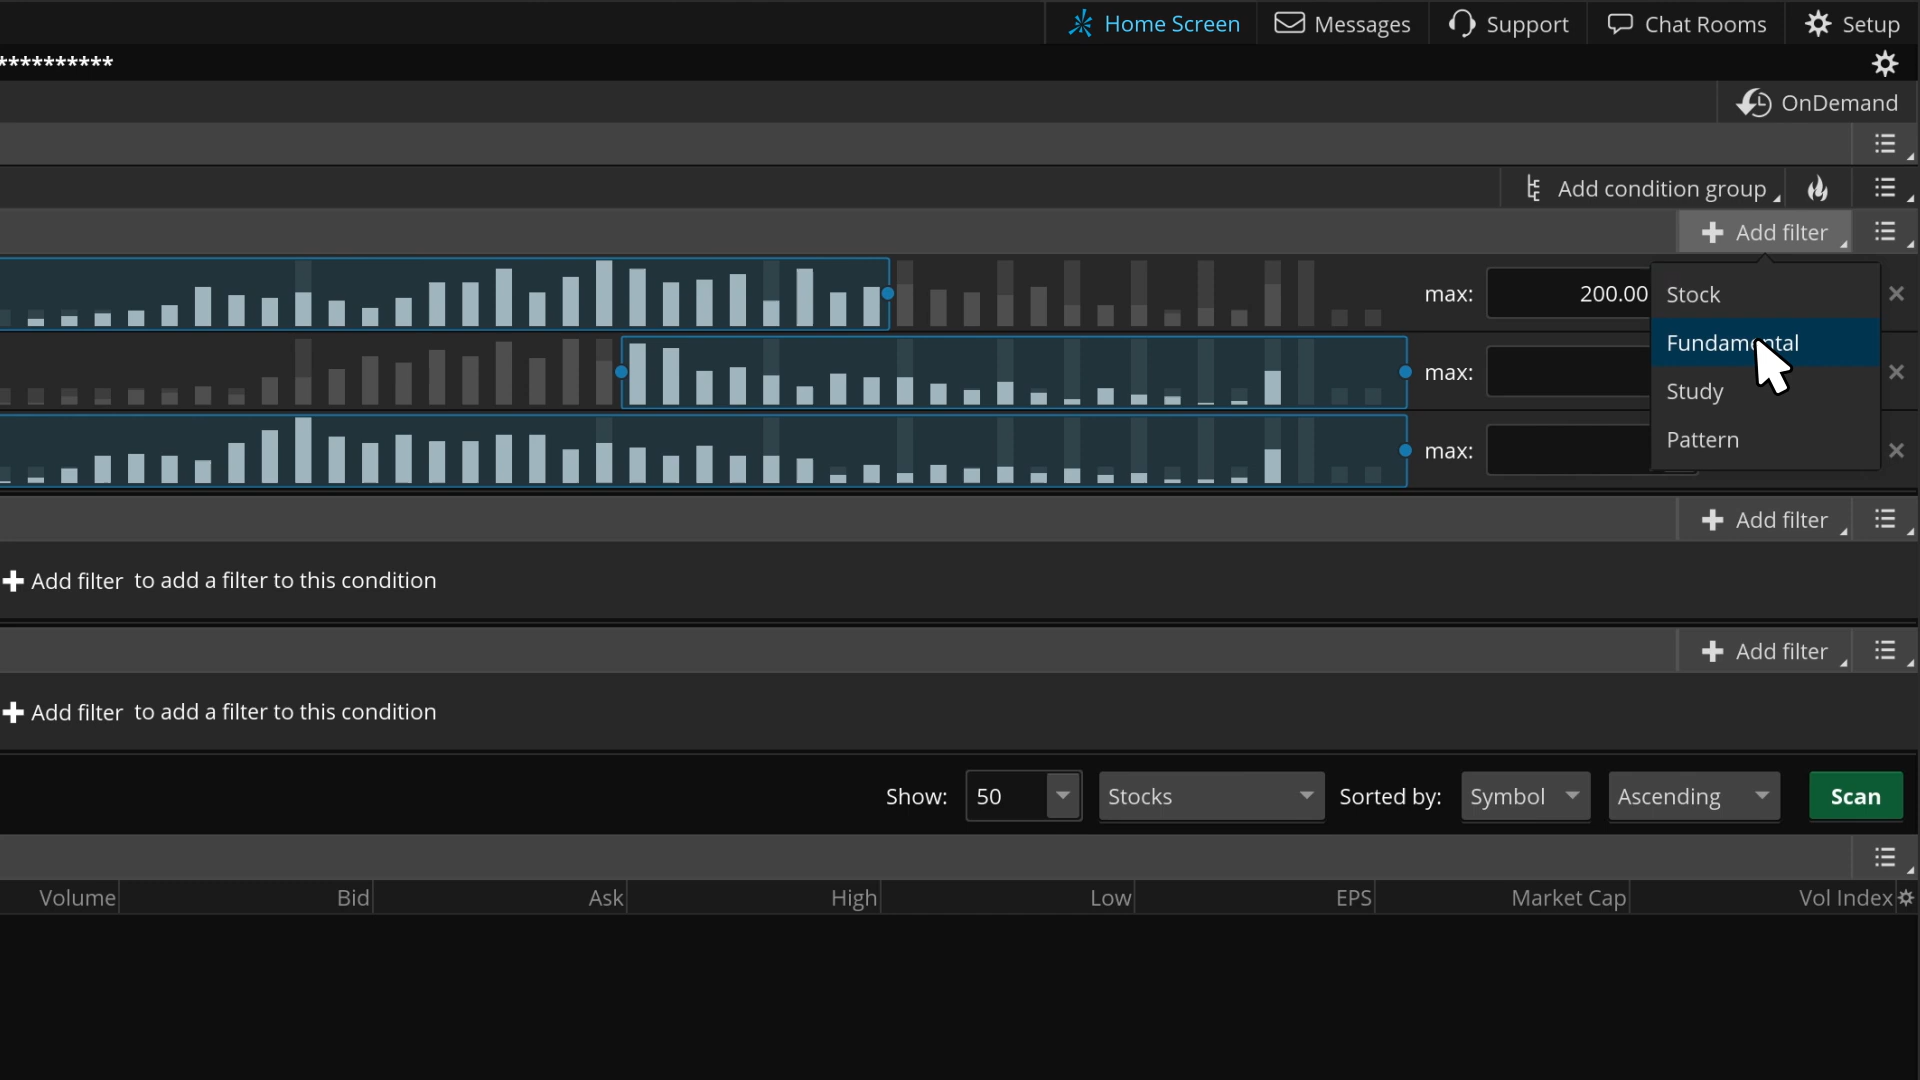 Home Screen Messages Support Chat Rooms Setup
**********
OnDemand
Add condition group
Add filter
max: 200.00
Stock
Fundamental
max:
Study
Pattern
max:
Add filter
Add filter to add a filter to this condition
Add filter
Add filter to add a filter to this condition
Show: 50 Stocks Sorted by: Symbol Ascending Scan
Volume Bid Ask High Low EPS Market Cap Vol Index